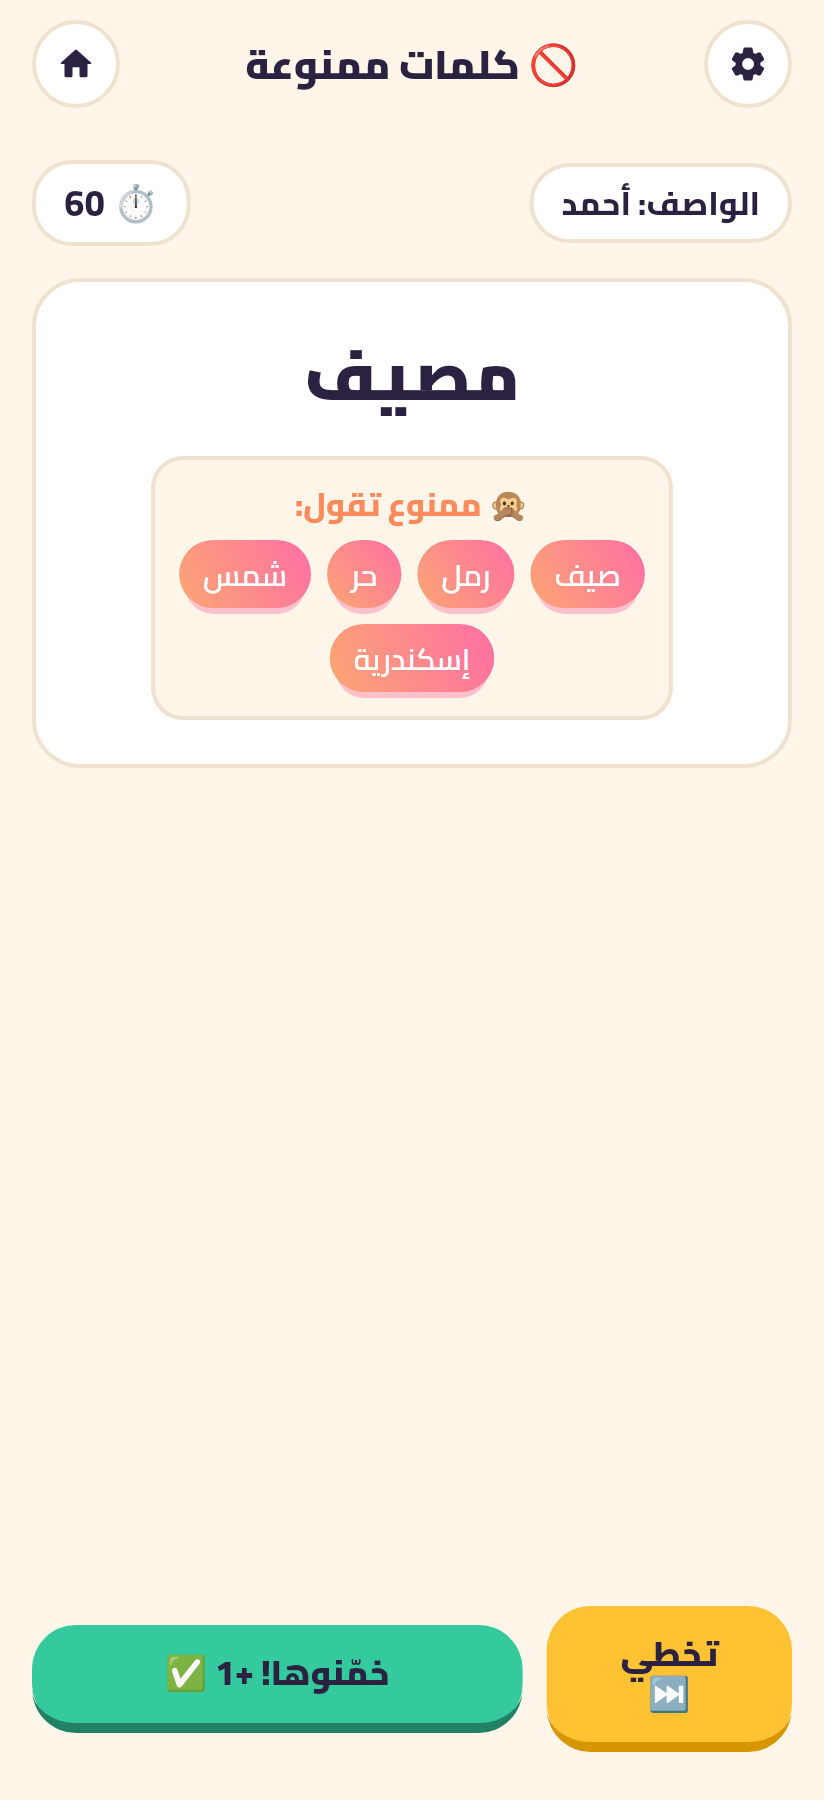 🚫 كلمات ممنوعة
الواصف: أحمد
⏱️ 60
مصيف
🙊 ممنوع تقول:
صيف رمل حر شمس
إسكندرية
تخطي ⏭️
خمّنوها! +1 ✅